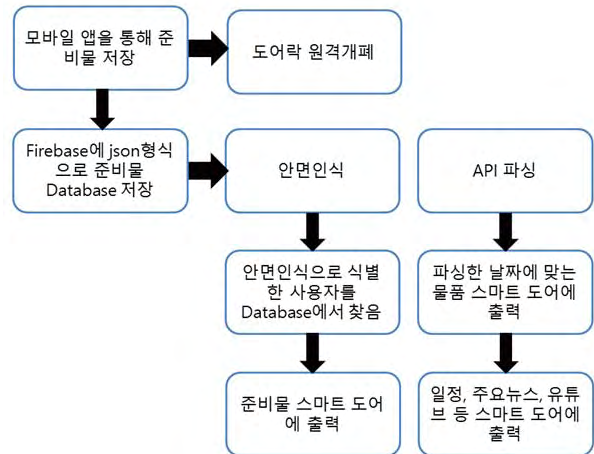 모바일 앱을 통해 준
비물 저장
도어락 원격개폐
Firebase에 json형식
으로 준비물
Database 저장
안면인식
API 파싱
안면인식으로 식별
한 사용자를
Database에서 찾음
파싱한 날짜에 맞는
물품 스마트 도어에
출력
준비물 스마트 도어
에 출력
일정, 주요뉴스, 유튜
브 등 스마트 도어에
출력